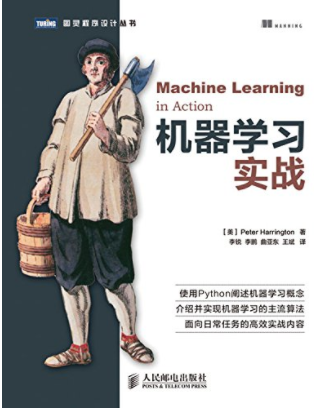 TURING 图灵程序设计丛书
MANNING
Machine Learning
in Action
机器学习
实战
[美] Peter Harrington 著
李锐 李鹏 曲亚东 王斌 译
使用Python阐述机器学习概念
介绍并实现机器学习的主流算法
面向日常任务的高效实战内容
人民邮电出版社
POSTS & TELECOM PRESS